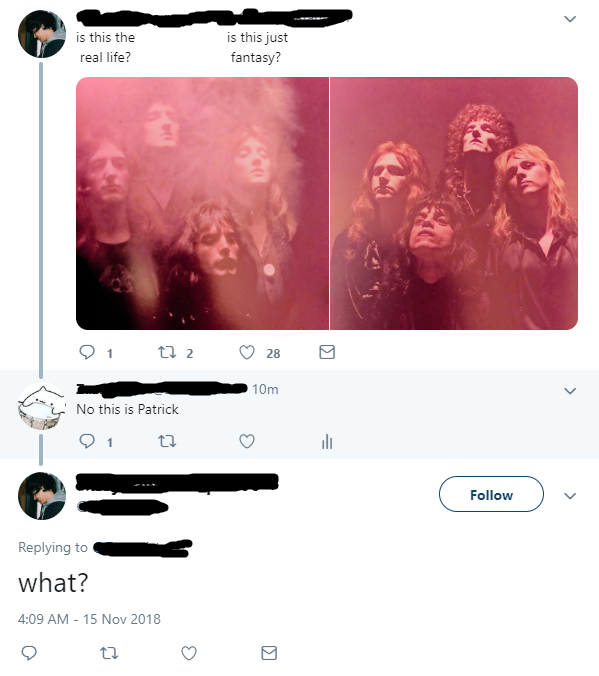 is this the is this just
real life? fantasy?
1 2 28
10m
No this is Patrick
1
Follow
Replying to
what?
4:09 AM - 15 Nov 2018